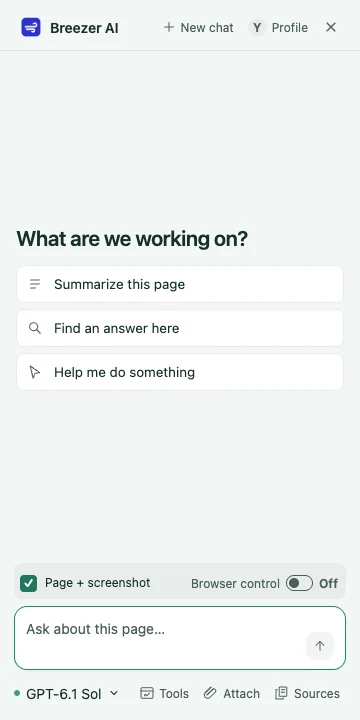 Breezer AI
New chat
Y Profile
What are we working on?
Summarize this page
Find an answer here
Help me do something
Page + screenshot
Browser control
Off
Ask about this page...
GPT-6.1 Sol
Tools
Attach
Sources